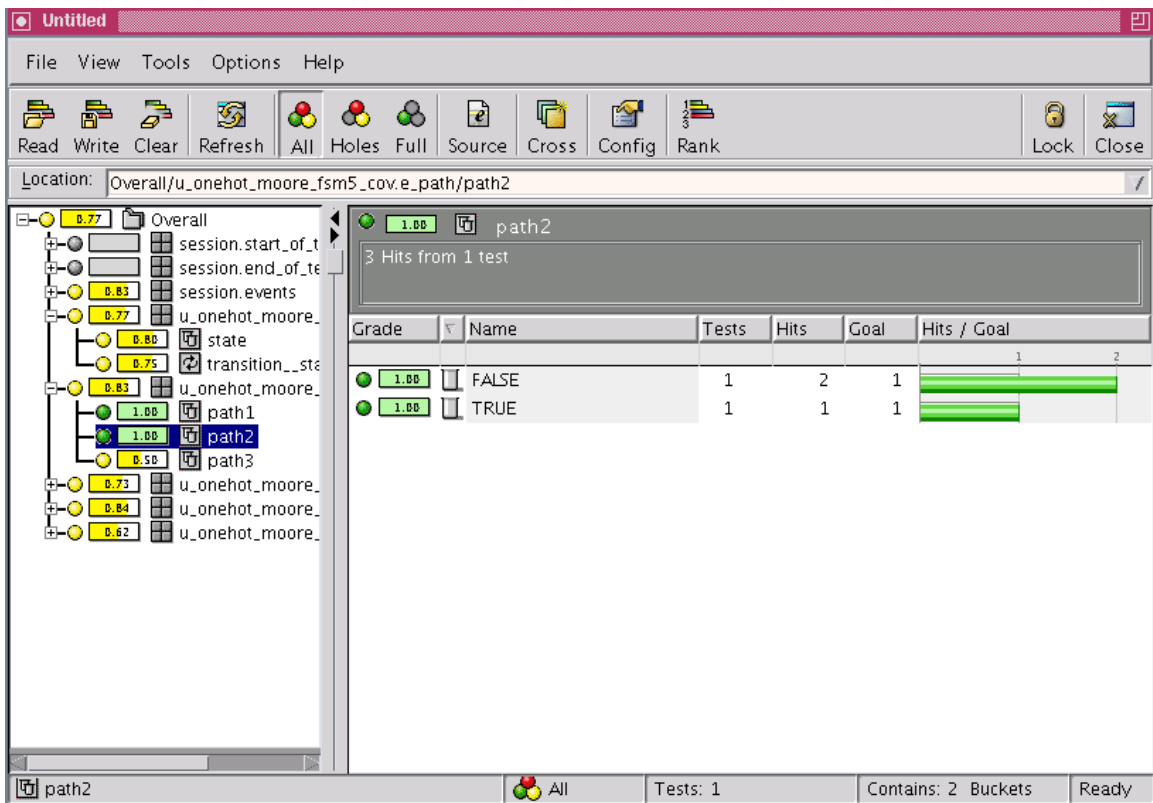 Untitled
File View Tools Options Help
Read Write Clear Refresh All Holes Full Source Cross Config Rank Lock Close
Location: Overall/u_onehot_moore_fsm5_cov.e_path/path2
0.77 Overall
session.start_of_t
session.end_of_te
0.83 session.events
0.77 u_onehot_moore_
0.80 state
0.75 transition__sta
0.83 u_onehot_moore_
1.00 path1
1.00 path2
0.50 path3
0.73 u_onehot_moore_
0.84 u_onehot_moore_
0.62 u_onehot_moore_
1.00 path2
3 Hits from 1 test
Grade Name Tests Hits Goal Hits / Goal
1 2
1.00 FALSE 1 2 1
1.00 TRUE 1 1 1
path2 All Tests: 1 Contains: 2 Buckets Ready